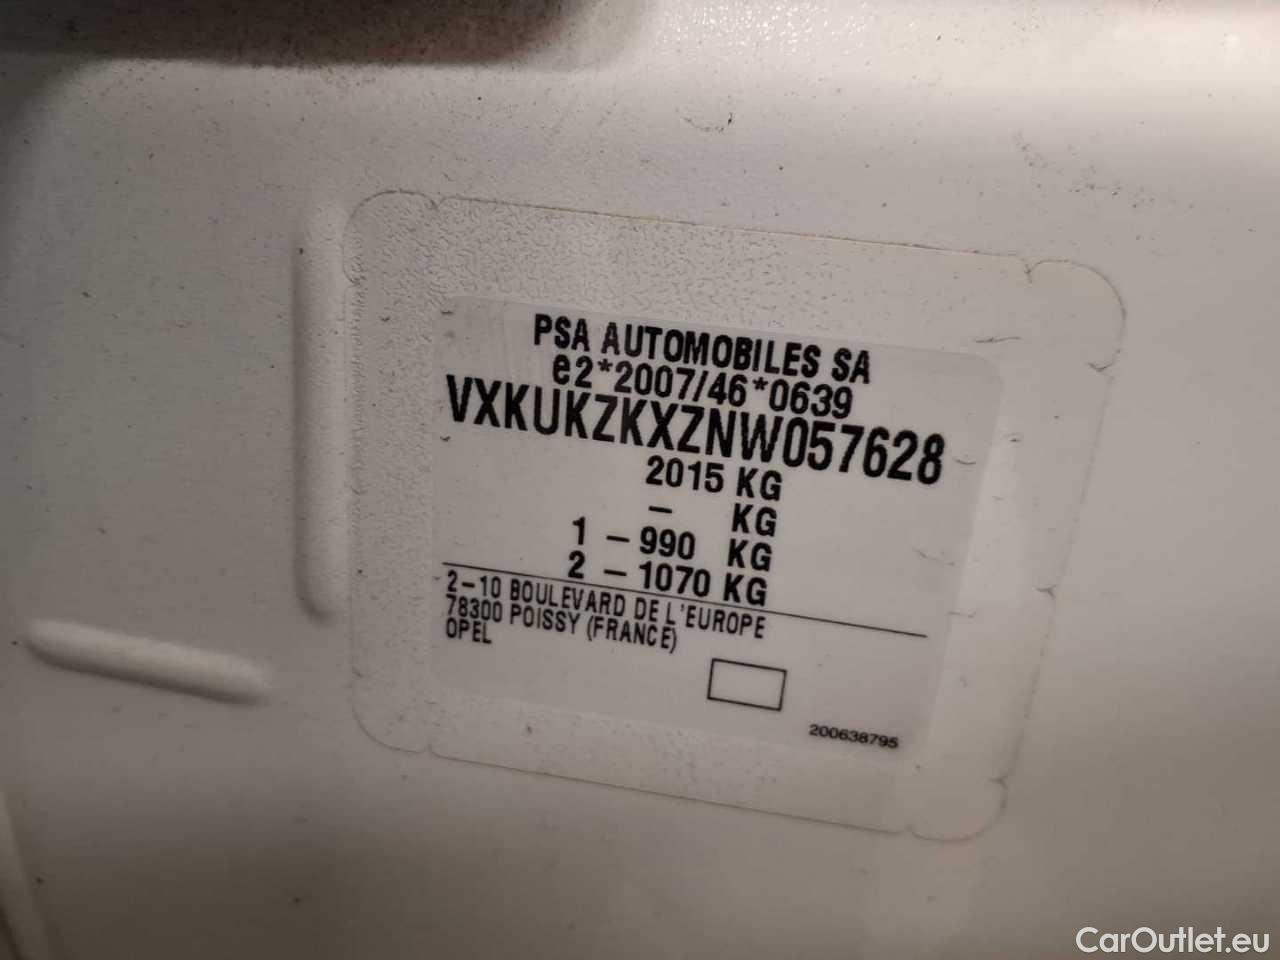 PSA AUTOMOBILES SA
e2*2007/46*0639
VXKUKZKXZNW057628
2015 KG
– KG
1 – 990 KG
2 – 1070 KG
2–10 BOULEVARD DE L'EUROPE
78300 POISSY (FRANCE)
OPEL
200638795
CarOutlet.eu